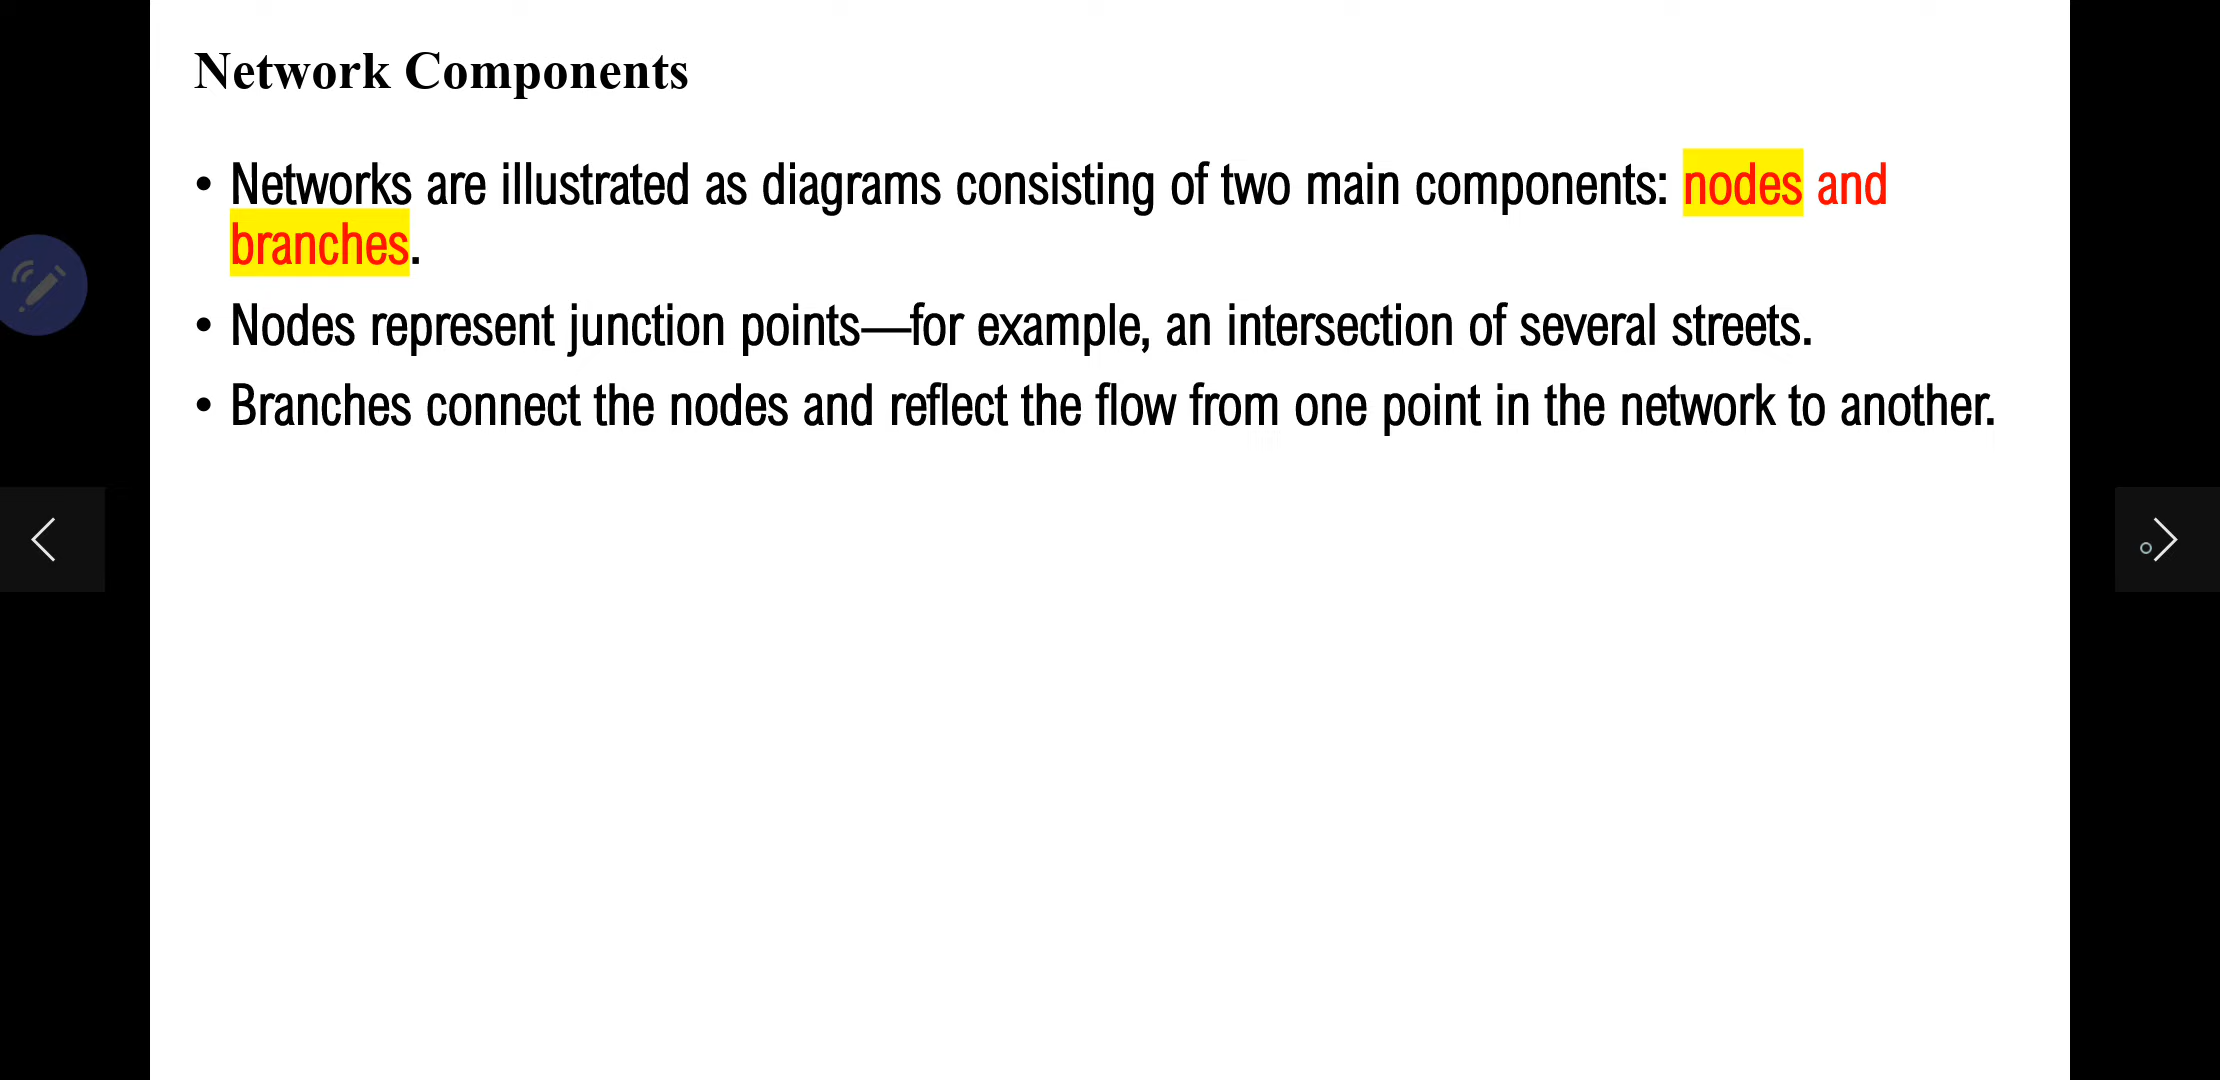 Network Components
• Networks are illustrated as diagrams consisting of two main components: nodes and
branches.
• Nodes represent junction points—for example, an intersection of several streets.
• Branches connect the nodes and reflect the flow from one point in the network to another.